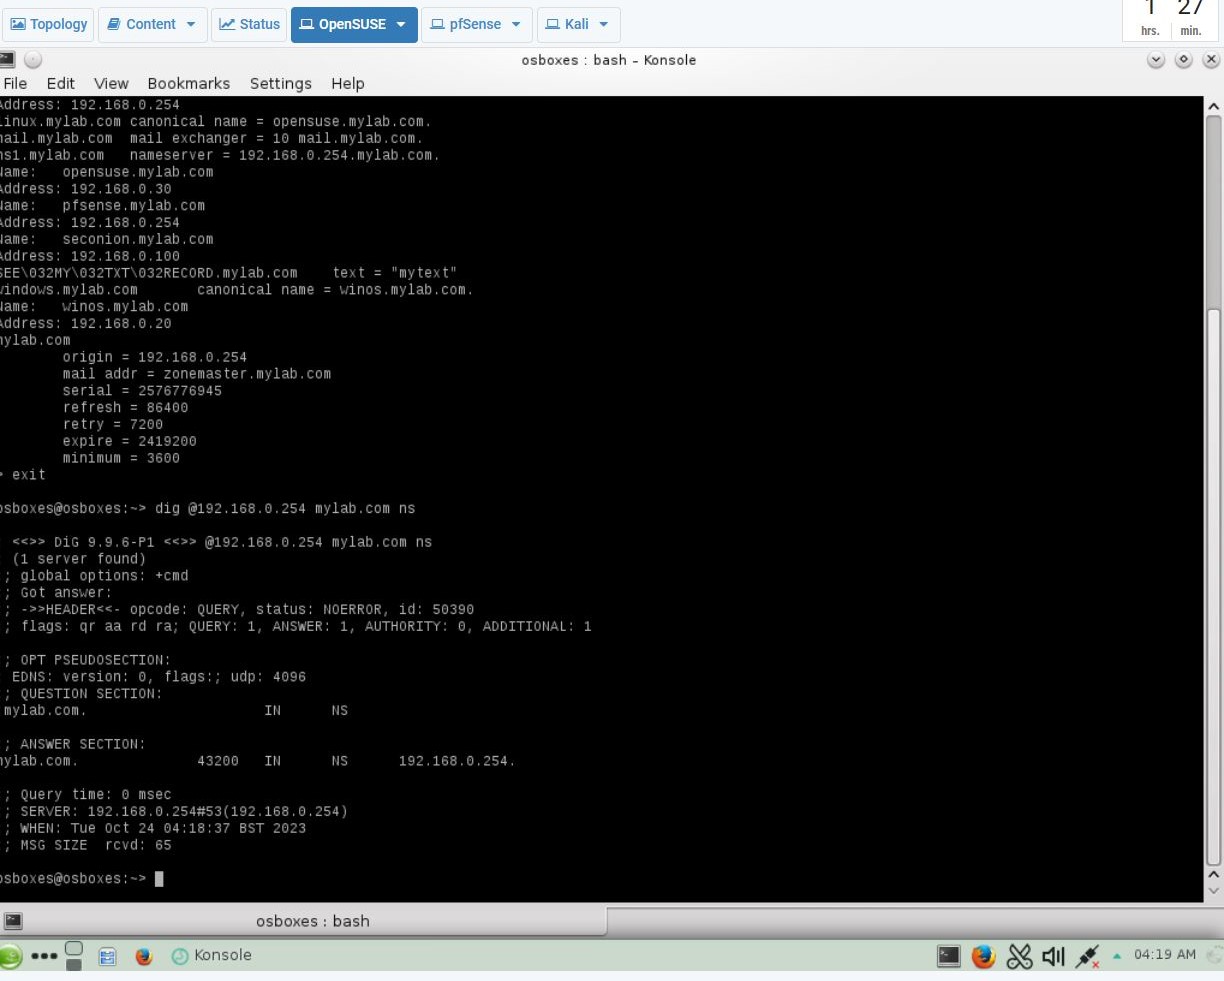 Topology Content Status OpenSUSE pfSense Kali
1 27
hrs. min.
osboxes : bash - Konsole
File Edit View Bookmarks Settings Help
Address: 192.168.0.254
linux.mylab.com canonical name = opensuse.mylab.com.
mail.mylab.com mail exchanger = 10 mail.mylab.com.
ns1.mylab.com nameserver = 192.168.0.254.mylab.com.
Name: opensuse.mylab.com
Address: 192.168.0.30
Name: pfsense.mylab.com
Address: 192.168.0.254
Name: seconion.mylab.com
Address: 192.168.0.100
SEE\032MY\032TXT\032RECORD.mylab.com text = "mytext"
windows.mylab.com canonical name = winos.mylab.com.
Name: winos.mylab.com
Address: 192.168.0.20
mylab.com
origin = 192.168.0.254
mail addr = zonemaster.mylab.com
serial = 2576776945
refresh = 86400
retry = 7200
expire = 2419200
minimum = 3600
> exit
osboxes@osboxes:~> dig @192.168.0.254 mylab.com ns
; <<>> DiG 9.9.6-P1 <<>> @192.168.0.254 mylab.com ns
; (1 server found)
;; global options: +cmd
;; Got answer:
;; ->>HEADER<<- opcode: QUERY, status: NOERROR, id: 50390
;; flags: qr aa rd ra; QUERY: 1, ANSWER: 1, AUTHORITY: 0, ADDITIONAL: 1
;; OPT PSEUDOSECTION:
; EDNS: version: 0, flags:; udp: 4096
;; QUESTION SECTION:
;mylab.com. IN NS
;; ANSWER SECTION:
mylab.com. 43200 IN NS 192.168.0.254.
;; Query time: 0 msec
;; SERVER: 192.168.0.254#53(192.168.0.254)
;; WHEN: Tue Oct 24 04:18:37 BST 2023
;; MSG SIZE rcvd: 65
osboxes@osboxes:~>
osboxes : bash
Konsole 04:19 AM